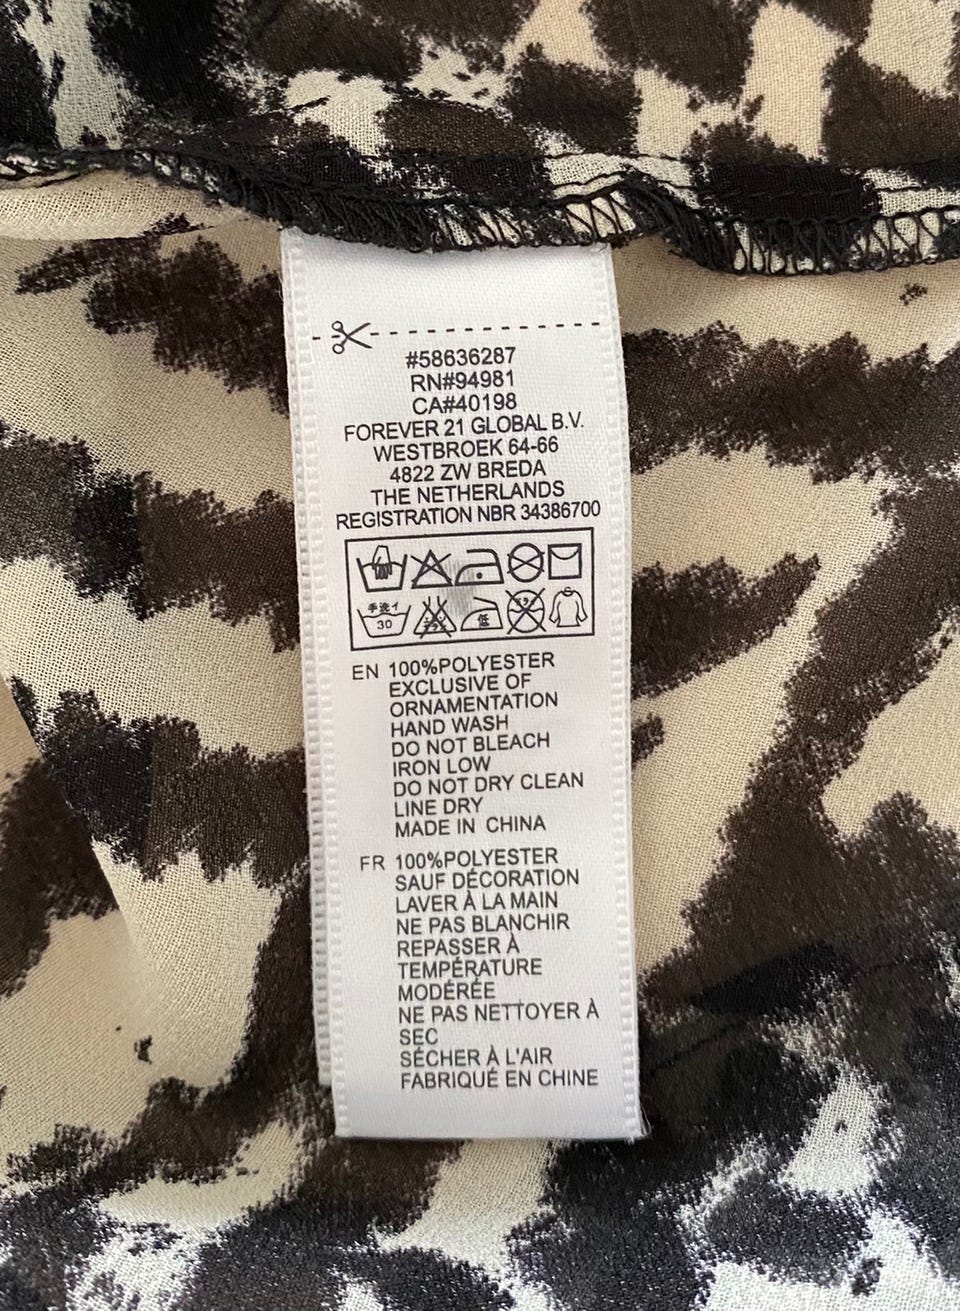 #58636287
RN#94981
CA#40198
FOREVER 21 GLOBAL B.V.
WESTBROEK 64-66
4822 ZW BREDA
THE NETHERLANDS
REGISTRATION NBR 34386700
手洗イ
30
低
EN 100%POLYESTER
EXCLUSIVE OF
ORNAMENTATION
HAND WASH
DO NOT BLEACH
IRON LOW
DO NOT DRY CLEAN
LINE DRY
MADE IN CHINA
FR 100%POLYESTER
SAUF DÉCORATION
LAVER À LA MAIN
NE PAS BLANCHIR
REPASSER À
TEMPÉRATURE
MODÉRÉE
NE PAS NETTOYER À
SEC
SÉCHER À L'AIR
FABRIQUÉ EN CHINE